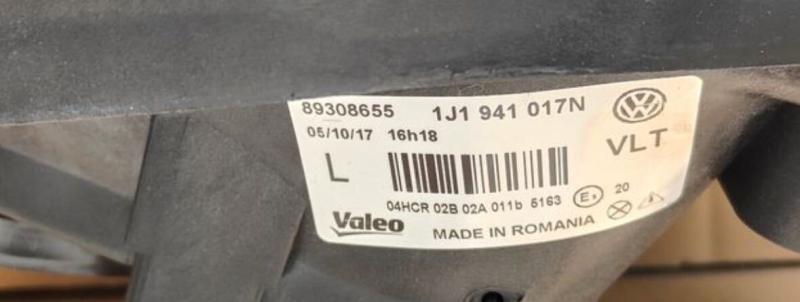 89308655 1J1 941 017N
05/10/17 16h18
VLT
L
04HCR 02B 02A 011b 5163 E1 20
Valeo MADE IN ROMANIA